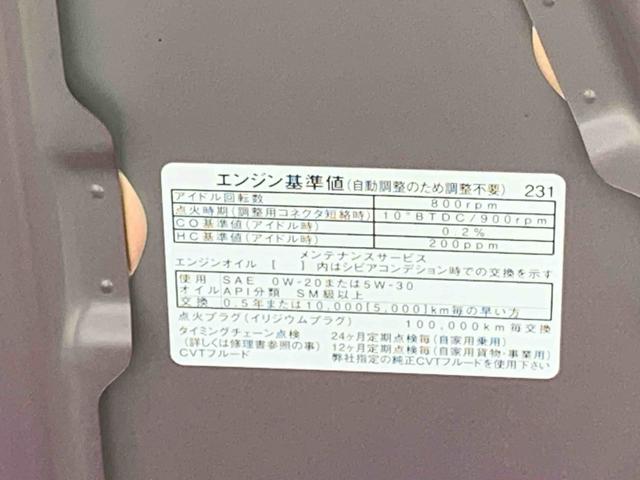 エンジン基準値(自動調整のため調整不要) 231
アイドル回転数 800rpm
点火時期(調整用コネクタ短絡時) 10°BTDC/900rpm
CO基準値(アイドル時) 0.2%
HC基準値(アイドル時) 200ppm
メンテナンスサービス
エンジンオイル [ ]内はシビアコンデション時での交換を示す
使用 SAE 0W-20または5W-30
オイル API分類 SM級以上
交換 0.5年または10,000[5,000]km毎の早い方
点火プラグ(イリジウムプラグ) 100,000km毎交換
タイミングチェーン点検 24ヶ月定期点検毎(自家用乗用)
(詳しくは修理書参照の事) 12ヶ月定期点検毎(自家用貨物・事業用)
CVTフルード 弊社指定の純正CVTフルードを使用下さい